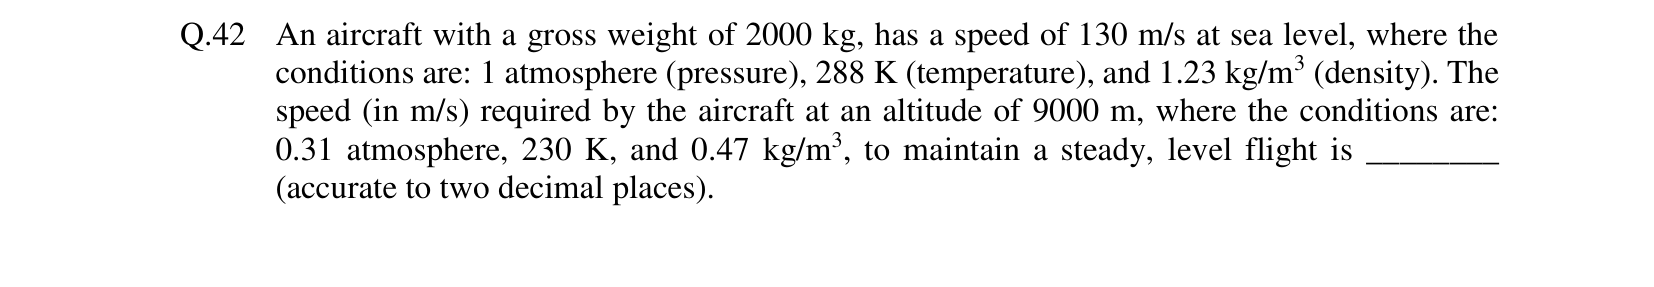 Q.42 An aircraft with a gross weight of 2000 kg, has a speed of 130 m/s at sea level, where the
conditions are: 1 atmosphere (pressure), 288 K (temperature), and 1.23 kg/m³ (density). The
speed (in m/s) required by the aircraft at an altitude of 9000 m, where the conditions are:
0.31 atmosphere, 230 K, and 0.47 kg/m³, to maintain a steady, level flight is ________
(accurate to two decimal places).